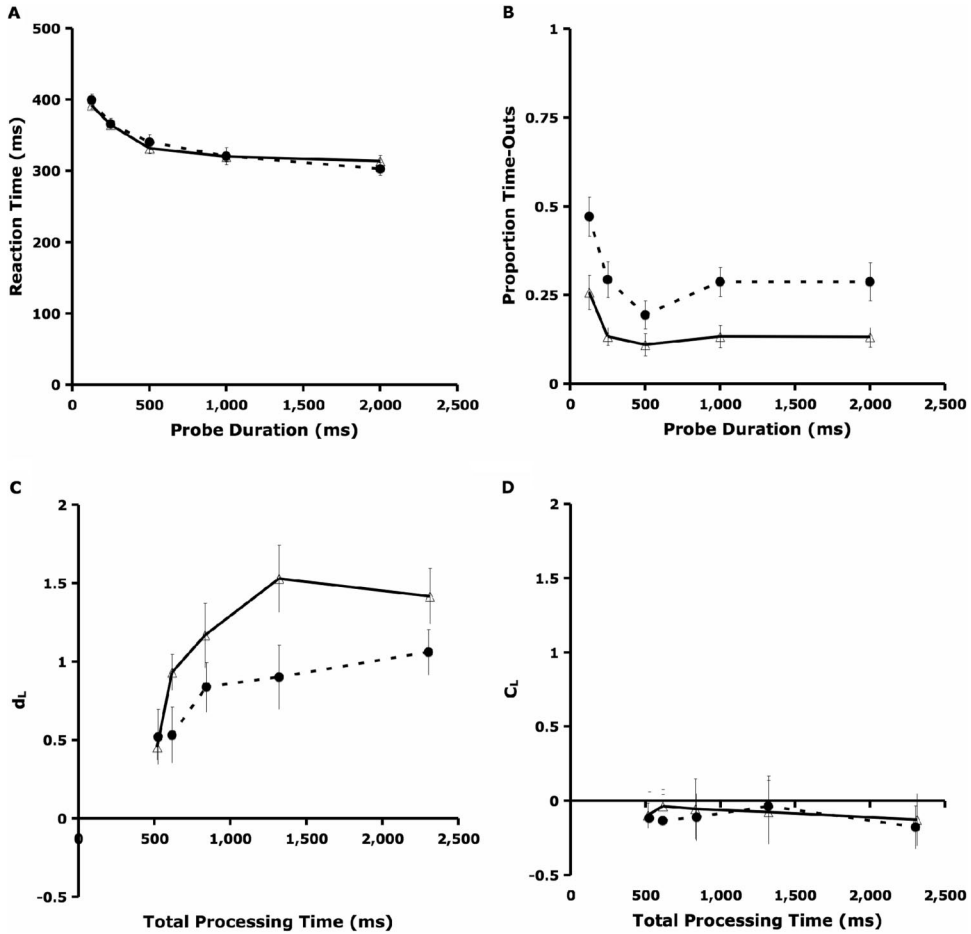 A
500
400
300
200
100
0
Reaction Time (ms)
0 500 1,000 1,500 2,000 2,500
Probe Duration (ms)
B
1
0.75
0.5
0.25
0
Proportion Time-Outs
0 500 1,000 1,500 2,000 2,500
Probe Duration (ms)
C
2
1.5
1
0.5
0
-0.5
dL
0 500 1,000 1,500 2,000 2,500
Total Processing Time (ms)
D
2
1.5
1
0.5
0
-0.5
CL
0 500 1,000 1,500 2,000 2,500
Total Processing Time (ms)